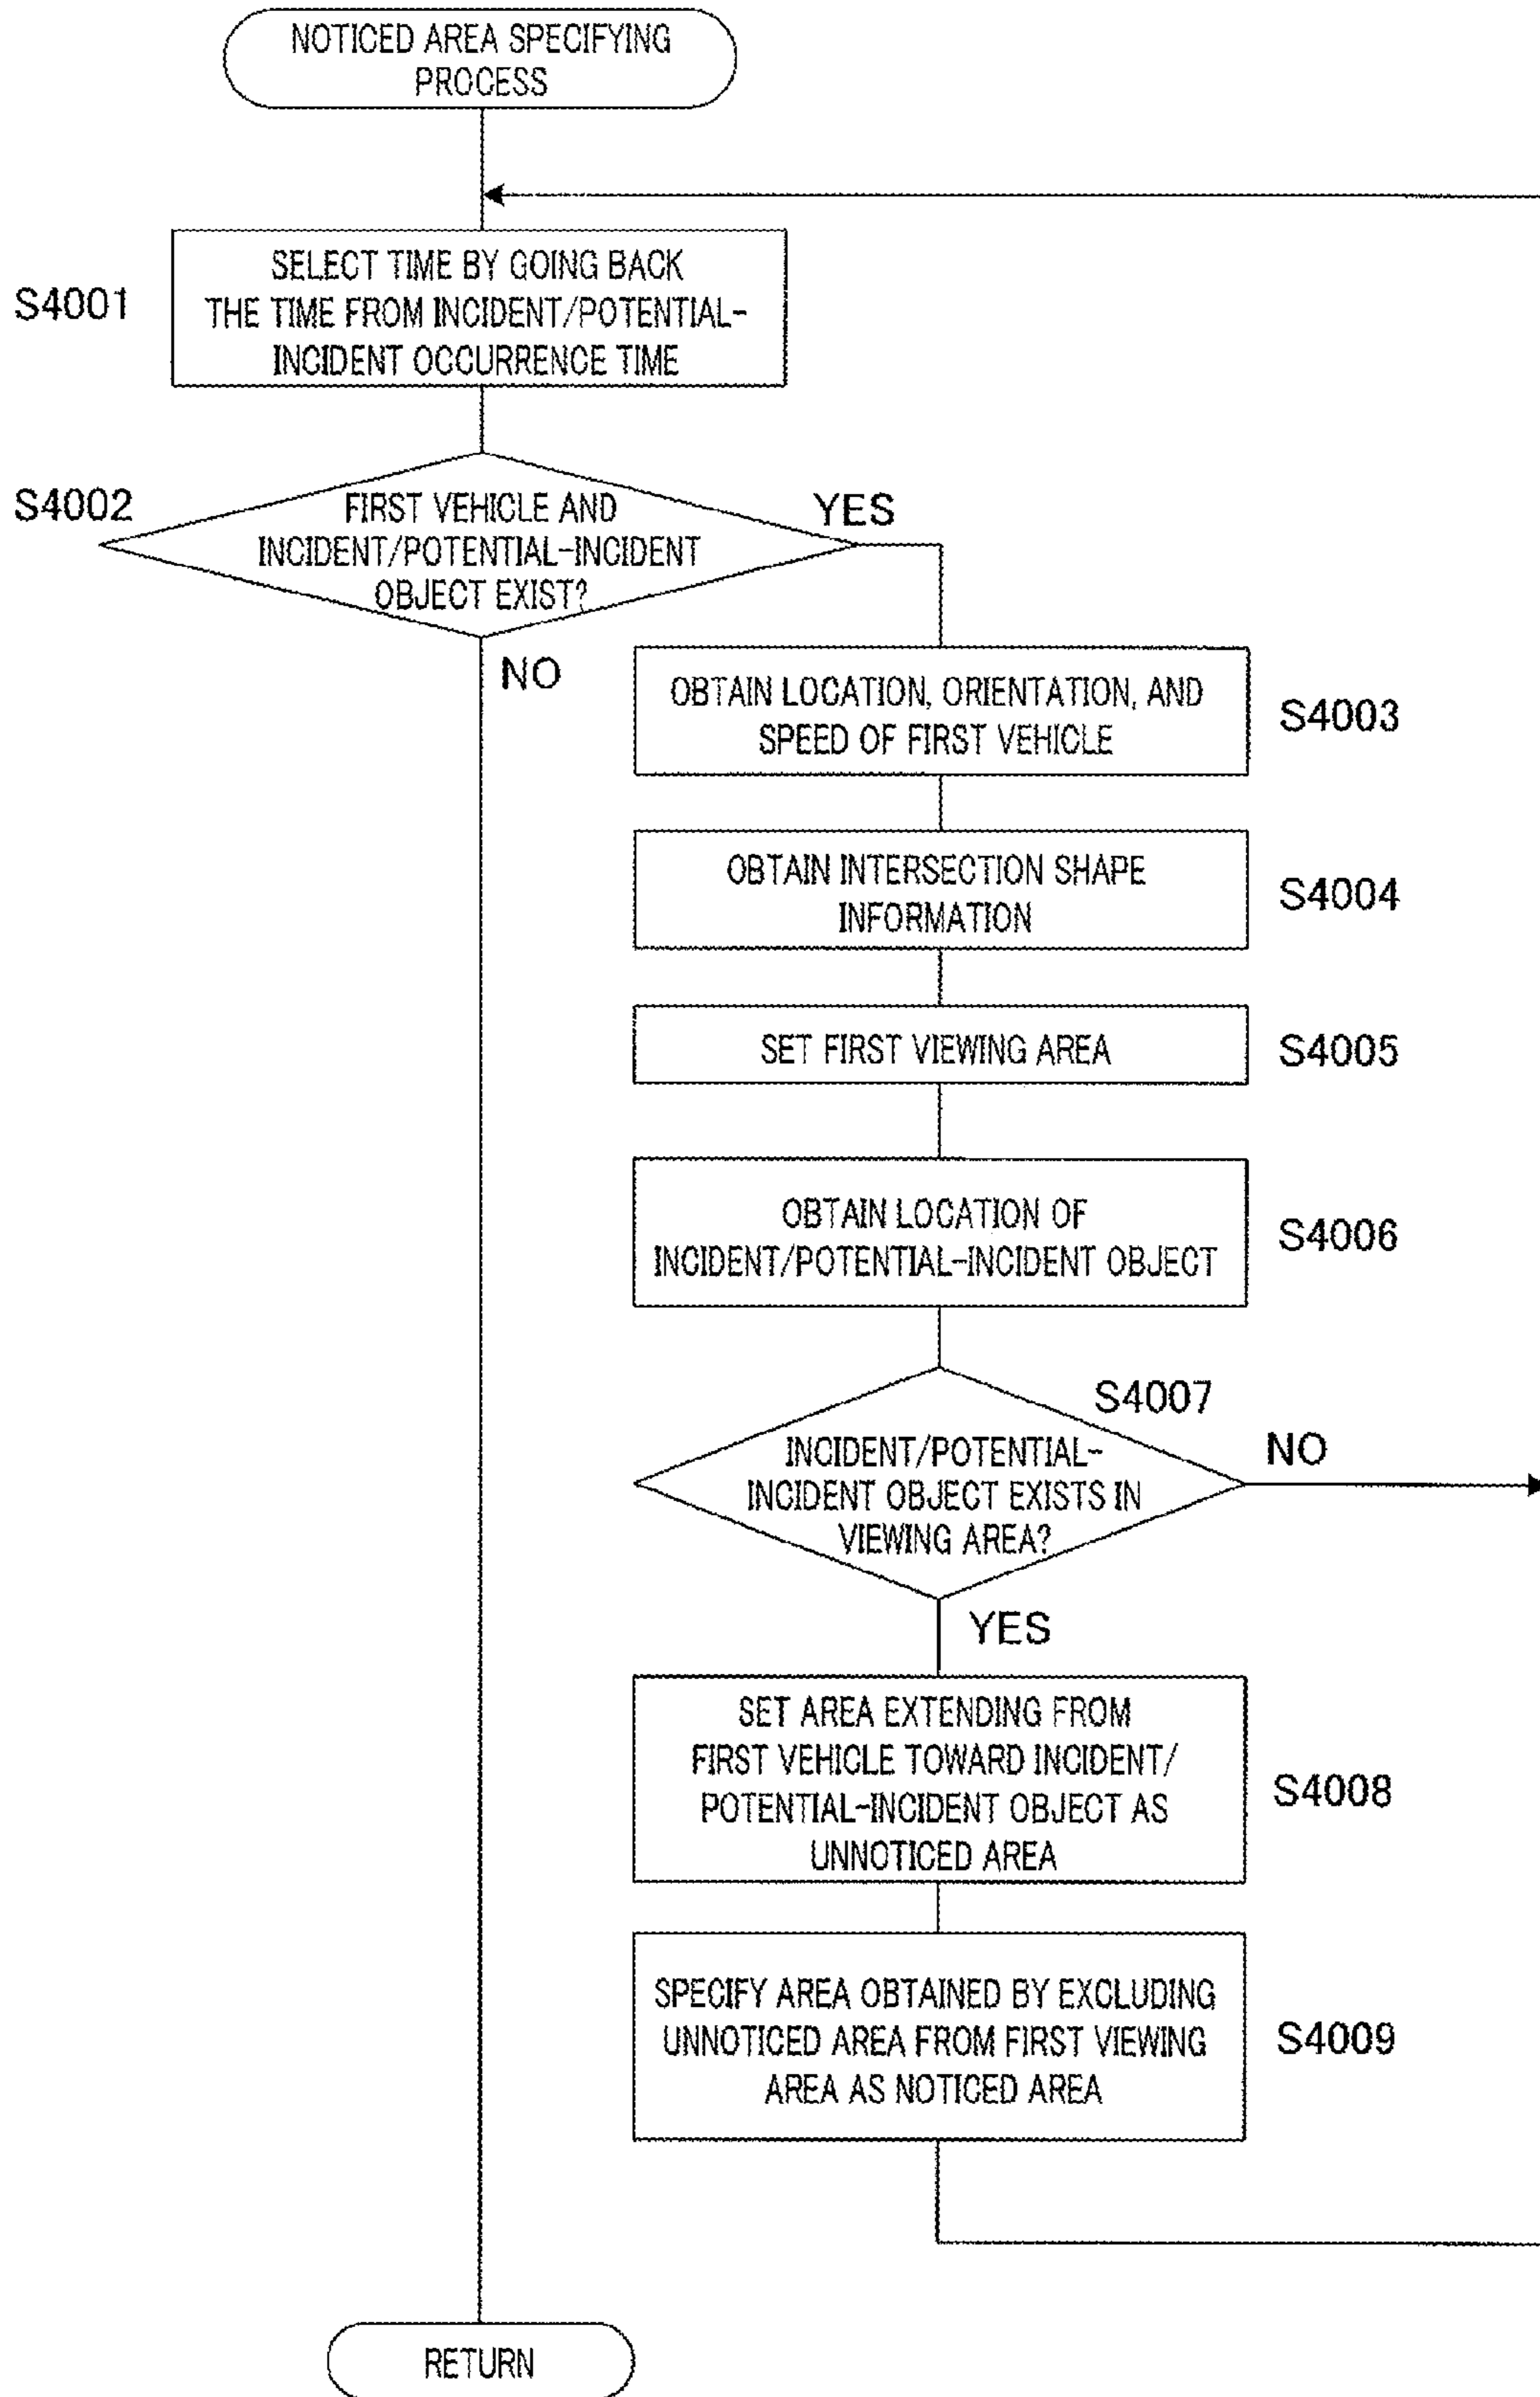 NOTICED AREA SPECIFYING
PROCESS
S4001
SELECT TIME BY GOING BACK
THE TIME FROM INCIDENT/POTENTIAL-
INCIDENT OCCURRENCE TIME
S4002
FIRST VEHICLE AND
INCIDENT/POTENTIAL-INCIDENT
OBJECT EXIST?
YES
NO
OBTAIN LOCATION, ORIENTATION, AND
SPEED OF FIRST VEHICLE
S4003
OBTAIN INTERSECTION SHAPE
INFORMATION
S4004
SET FIRST VIEWING AREA
S4005
OBTAIN LOCATION OF
INCIDENT/POTENTIAL-INCIDENT OBJECT
S4006
S4007
INCIDENT/POTENTIAL-
INCIDENT OBJECT EXISTS IN
VIEWING AREA?
NO
YES
SET AREA EXTENDING FROM
FIRST VEHICLE TOWARD INCIDENT/
POTENTIAL-INCIDENT OBJECT AS
UNNOTICED AREA
S4008
SPECIFY AREA OBTAINED BY EXCLUDING
UNNOTICED AREA FROM FIRST VIEWING
AREA AS NOTICED AREA
S4009
RETURN